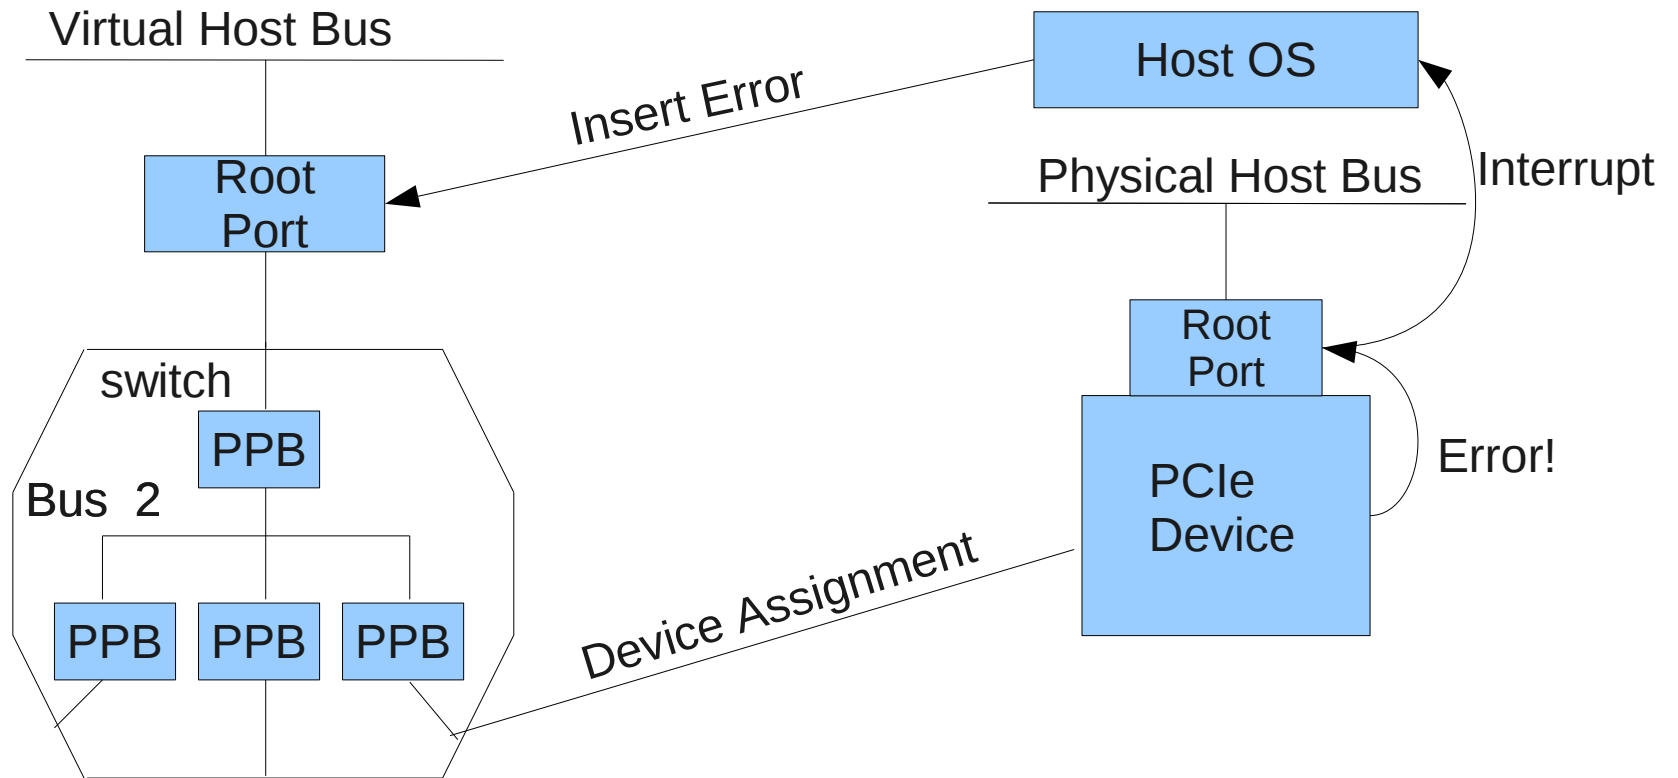 Virtual Host Bus
Host OS
Insert Error
Root
Port
Physical Host Bus
Interrupt
Root
Port
switch
PPB
Bus 2
Error!
PCIe
Device
Device Assignment
PPB
PPB
PPB